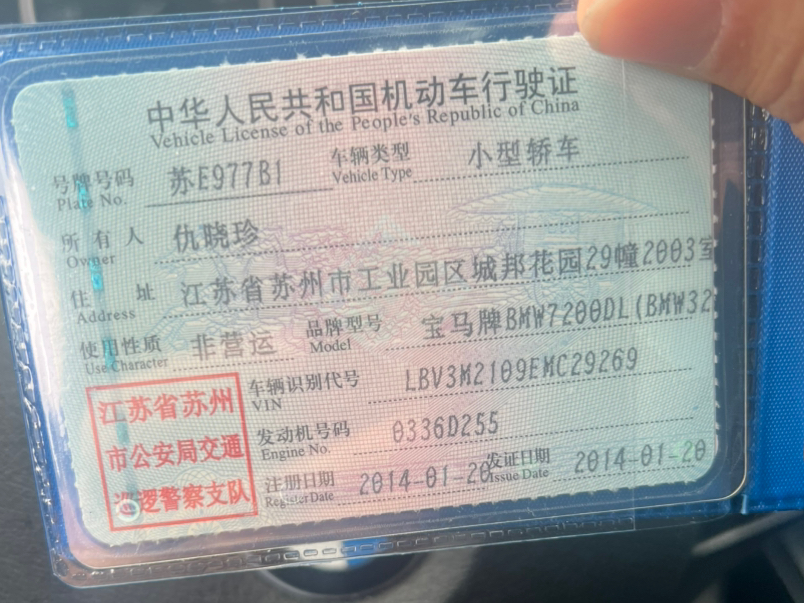 中华人民共和国机动车行驶证
Vehicle License of the People's Republic of China
号牌号码 苏E977B1 车辆类型 小型轿车
Plate No. Vehicle Type
所有人 仇晓珍
Owner
住址 江苏省苏州市工业园区城邦花园29幢2003室
Address
使用性质 非营运 品牌型号 宝马牌BMW7200DL(BMW32
Use Character Model
江苏省苏州
市公安局交通
巡逻警察支队
车辆识别代号 LBV3M2109EMC29269
VIN
发动机号码 0336D255
Engine No.
注册日期 2014-01-20 发证日期 2014-01-20
Register Date Issue Date